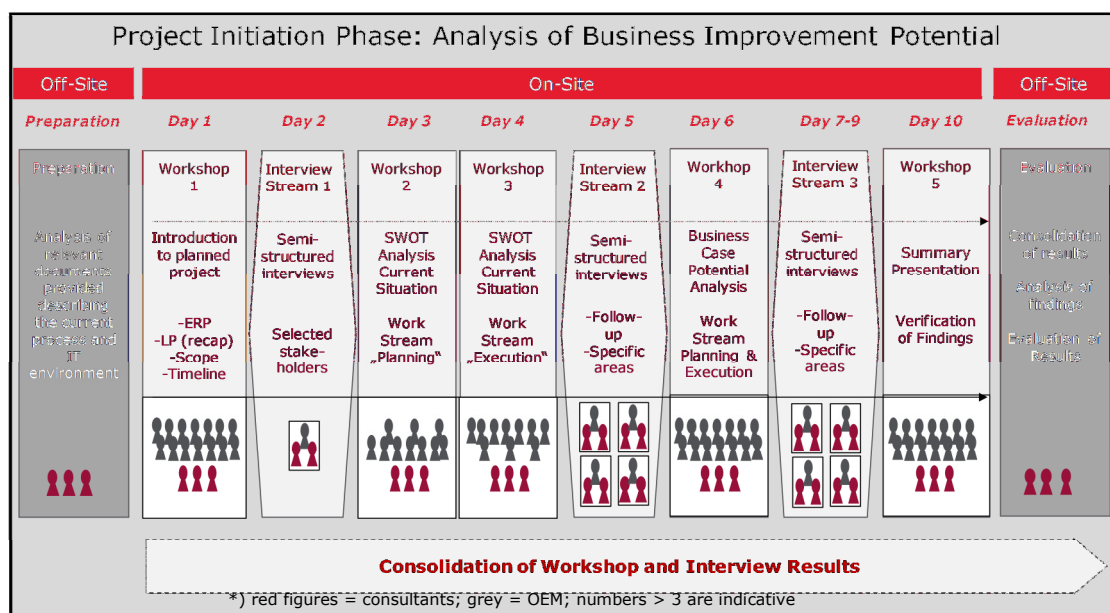 Project Initiation Phase: Analysis of Business Improvement Potential
Off-Site
On-Site
Off-Site
Preparation
Day 1
Day 2
Day 3
Day 4
Day 5
Day 6
Day 7-9
Day 10
Evaluation
Preparation
Analysis of
relevant
documents
provided
describing
the current
process and
IT
environment
Workshop
1
Introduction
to planned
project
-ERP
-LP (recap)
-Scope
-Timeline
Interview
Stream 1
Semi-
structured
interviews
Selected
stake-
holders
Workshop
2
SWOT
Analysis
Current
Situation
Work
Stream
„Planning“
Workshop
3
SWOT
Analysis
Current
Situation
Work
Stream
„Execution“
Interview
Stream 2
Semi-
structured
interviews
-Follow-
up
-Specific
areas
Workhop
4
Business
Case
Potential
Analysis
Work
Stream
Planning &
Execution
Interview
Stream 3
Semi-
structured
interviews
-Follow-
up
-Specific
areas
Workshop
5
Summary
Presentation
Verification
of Findings
Evaluation
Consolidation
of results
Analysis of
findings
Evaluation of
Results
Consolidation of Workshop and Interview Results
*) red figures = consultants; grey = OEM; numbers > 3 are indicative